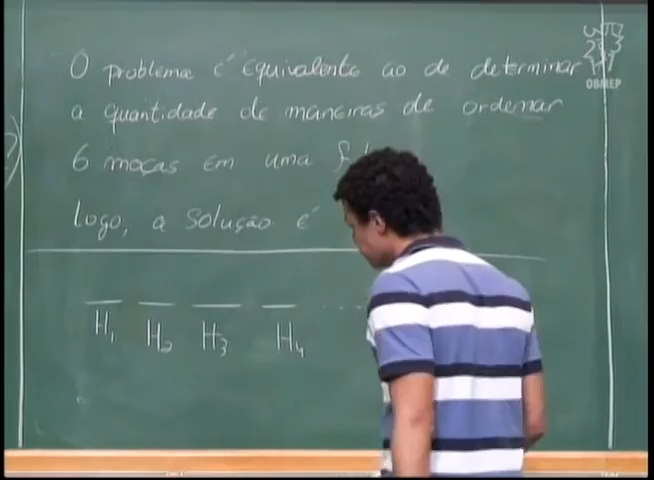 O problema é equivalente ao de determinar
a quantidade de maneiras de ordenar
6 moças em uma
logo, a solução é
H1 H2 H3 H4
OBMEP